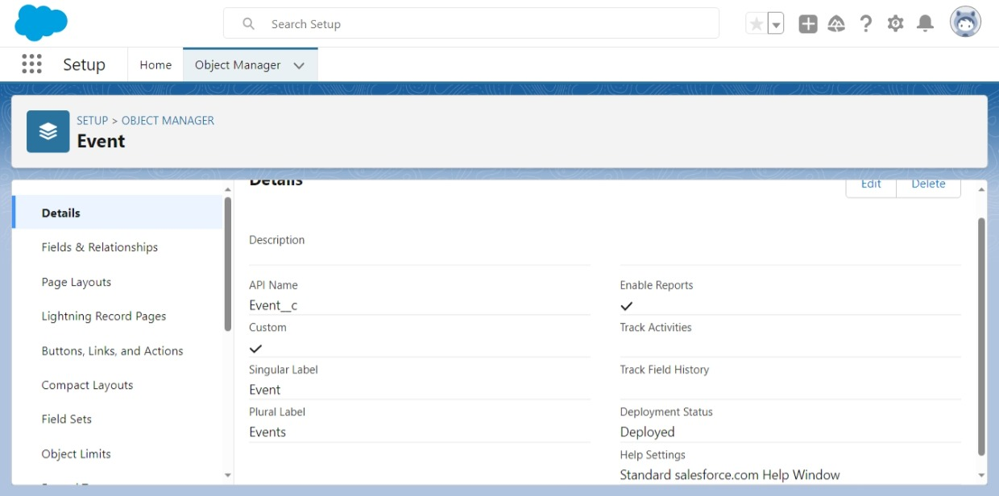 Search Setup
Setup
Home
Object Manager
SETUP > OBJECT MANAGER
Event
Details
Fields & Relationships
Page Layouts
Lightning Record Pages
Buttons, Links, and Actions
Compact Layouts
Field Sets
Object Limits
Details
Edit
Delete
Description
API Name
Event__c
Custom
Singular Label
Event
Plural Label
Events
Enable Reports
Track Activities
Track Field History
Deployment Status
Deployed
Help Settings
Standard salesforce.com Help Window